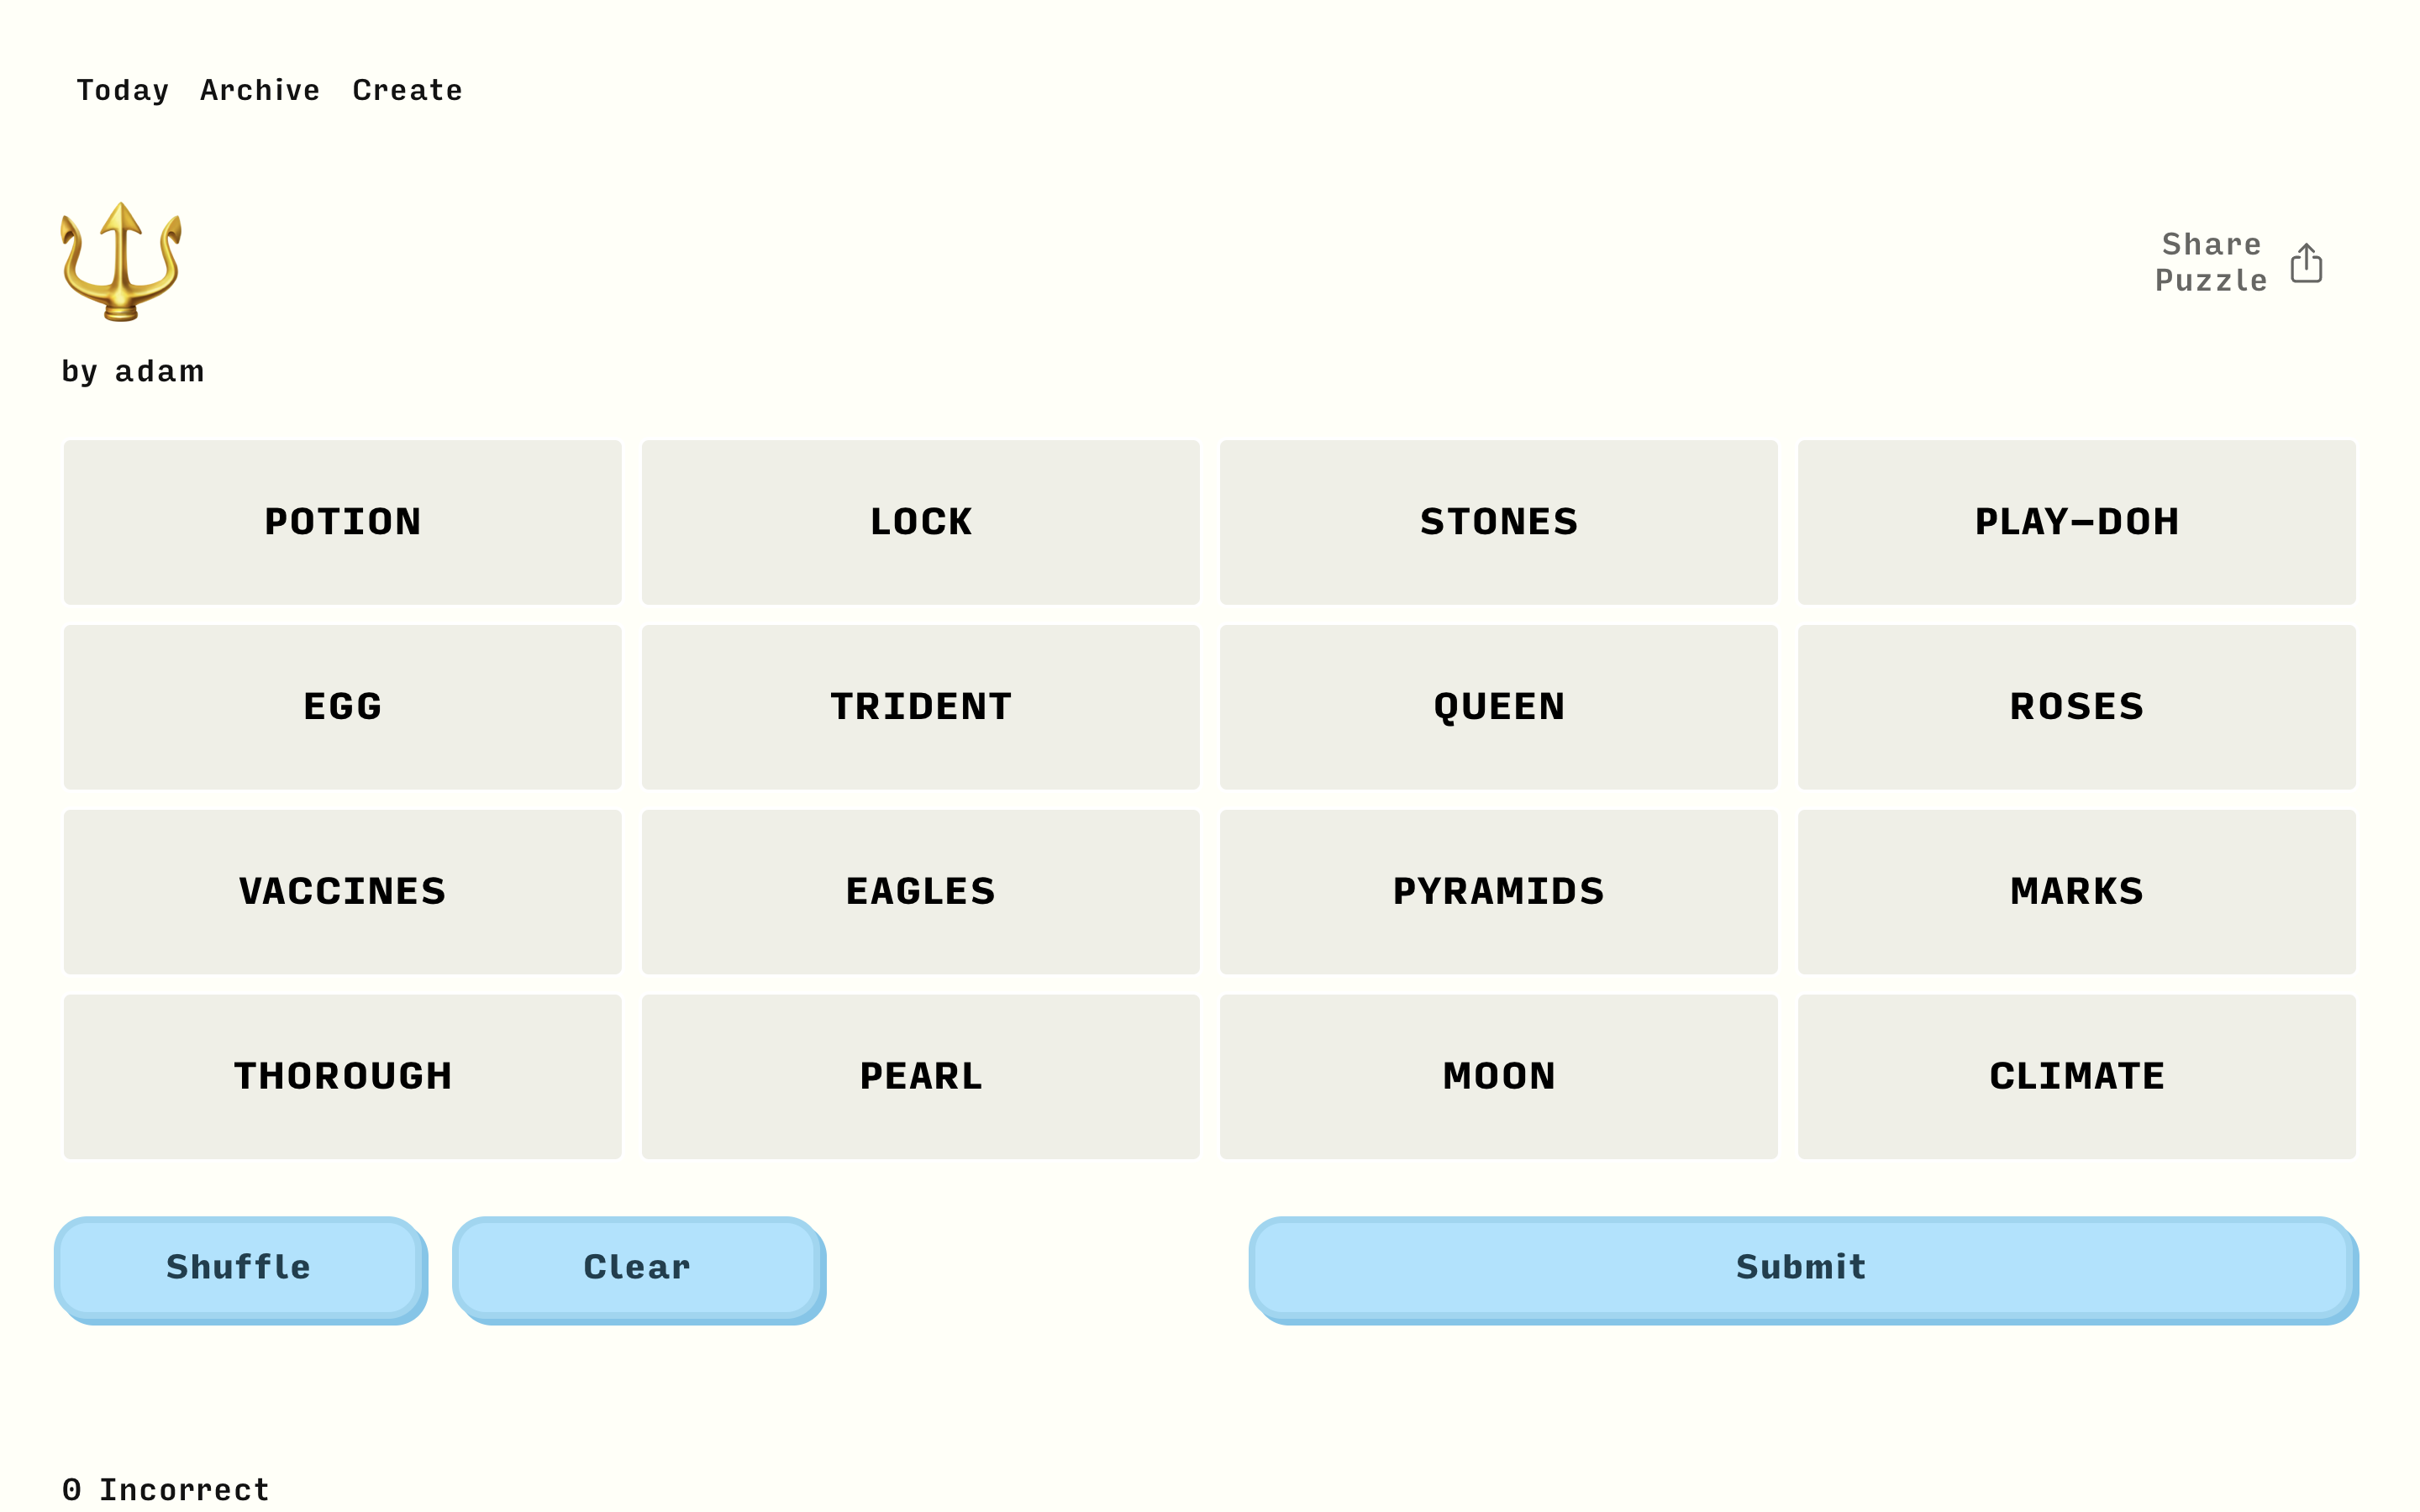 Today Archive Create
Share
Puzzle
by adam
POTION LOCK STONES PLAY-DOH
EGG TRIDENT QUEEN ROSES
VACCINES EAGLES PYRAMIDS MARKS
THOROUGH PEARL MOON CLIMATE
Shuffle Clear Submit
0 Incorrect